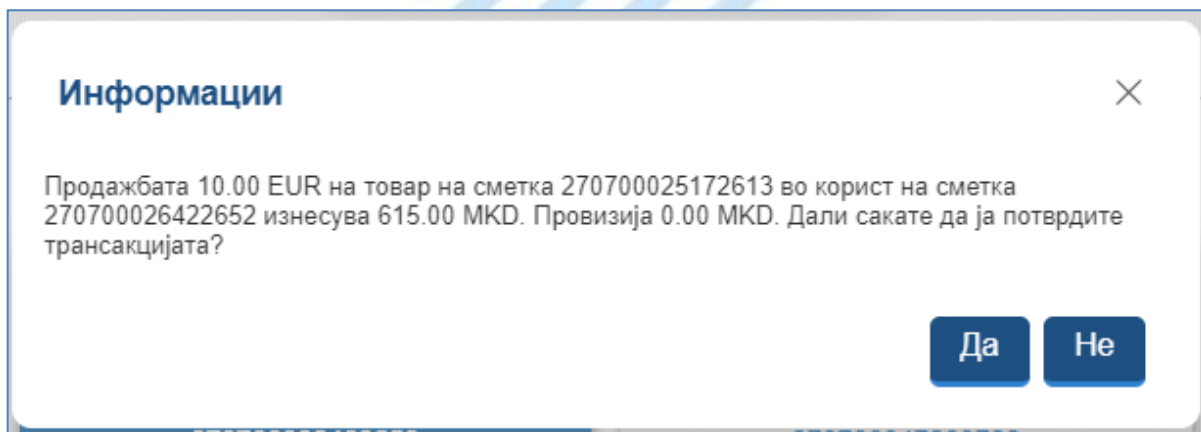 Информации
Продажбата 10.00 EUR на товар на сметка 270700025172613 во корист на сметка
270700026422652 изнесува 615.00 MKD. Провизија 0.00 MKD. Дали сакате да ја потврдите
трансакцијата?
Да Не